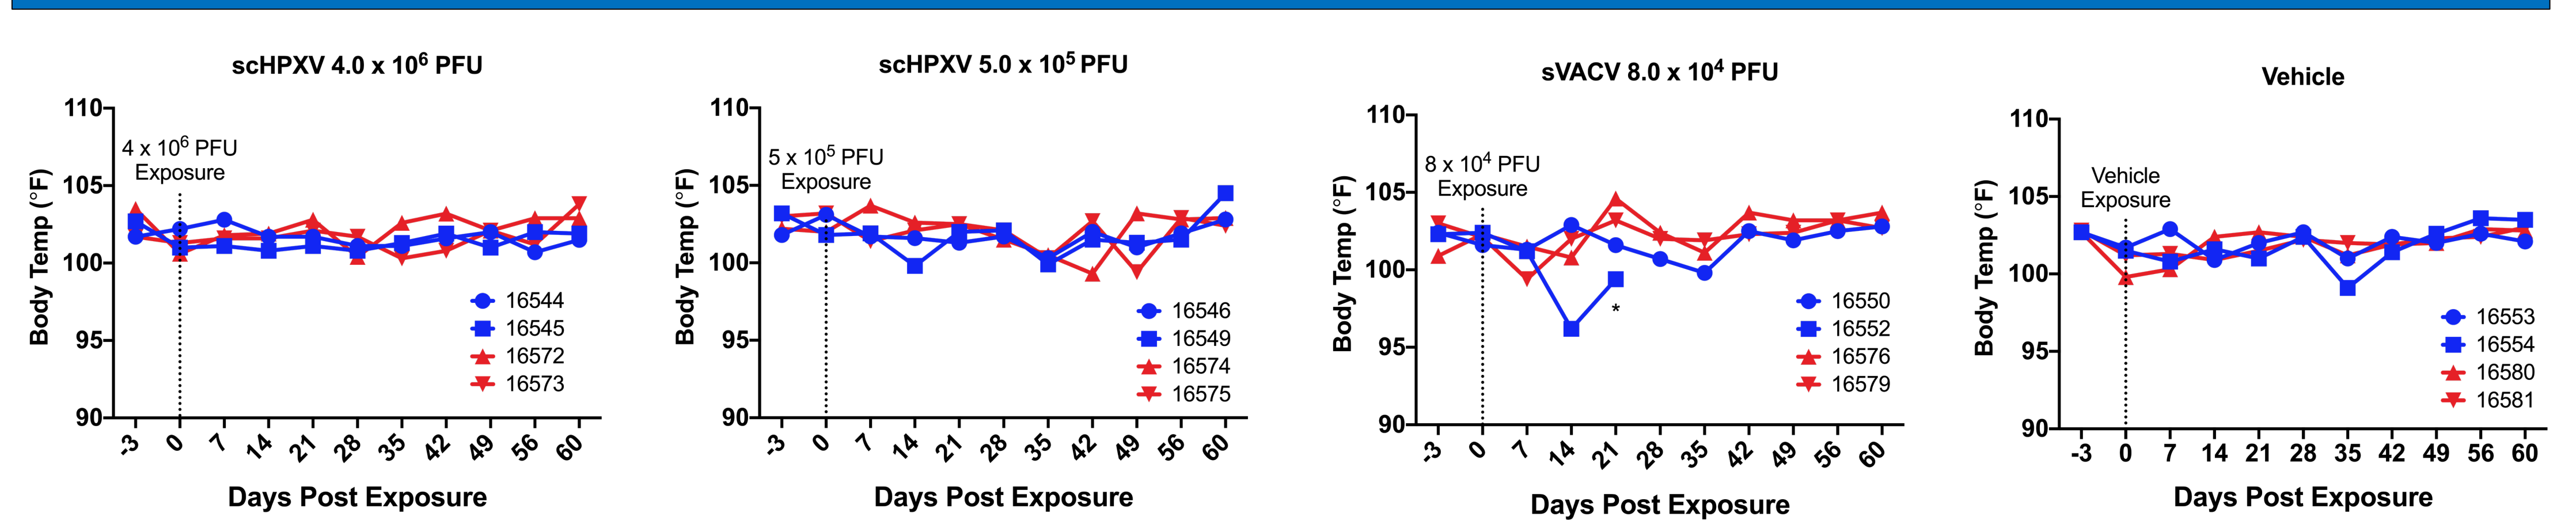 scHPXV 4.0 x 10⁶ PFU
110
105
100
95
90
Body Temp (°F)
4 x 10⁶ PFU
Exposure
16544
16545
16572
16573
-3 0 7 14 21 28 35 42 49 56 60
Days Post Exposure
scHPXV 5.0 x 10⁵ PFU
110
105
100
95
90
Body Temp (°F)
5 x 10⁵ PFU
Exposure
16546
16549
16574
16575
-3 0 7 14 21 28 35 42 49 56 60
Days Post Exposure
sVACV 8.0 x 10⁴ PFU
110
105
100
95
90
Body Temp (°F)
8 x 10⁴ PFU
Exposure
*
16550
16552
16576
16579
-3 0 7 14 21 28 35 42 49 56 60
Days Post Exposure
Vehicle
110
105
100
95
90
Body Temp (°F)
Vehicle
Exposure
16553
16554
16580
16581
-3 0 7 14 21 28 35 42 49 56 60
Days Post Exposure